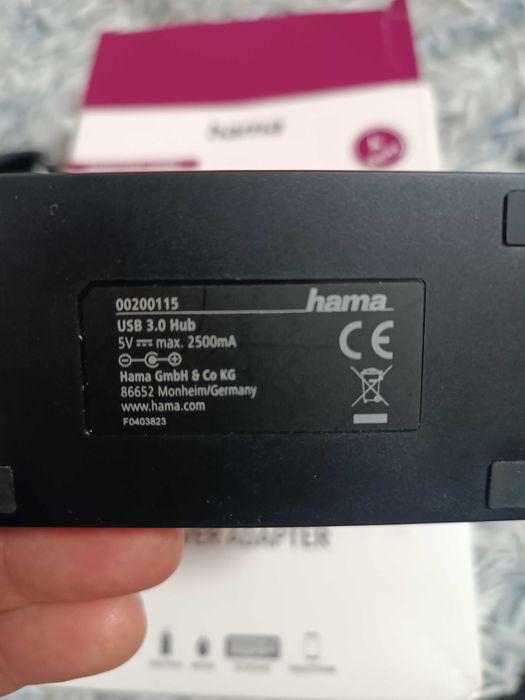 hama
00200115
hama
USB 3.0 Hub
5V ⎓ max. 2500mA
Hama GmbH & Co KG
86652 Monheim/Germany
www.hama.com
F0403823
CE
ADAPTER